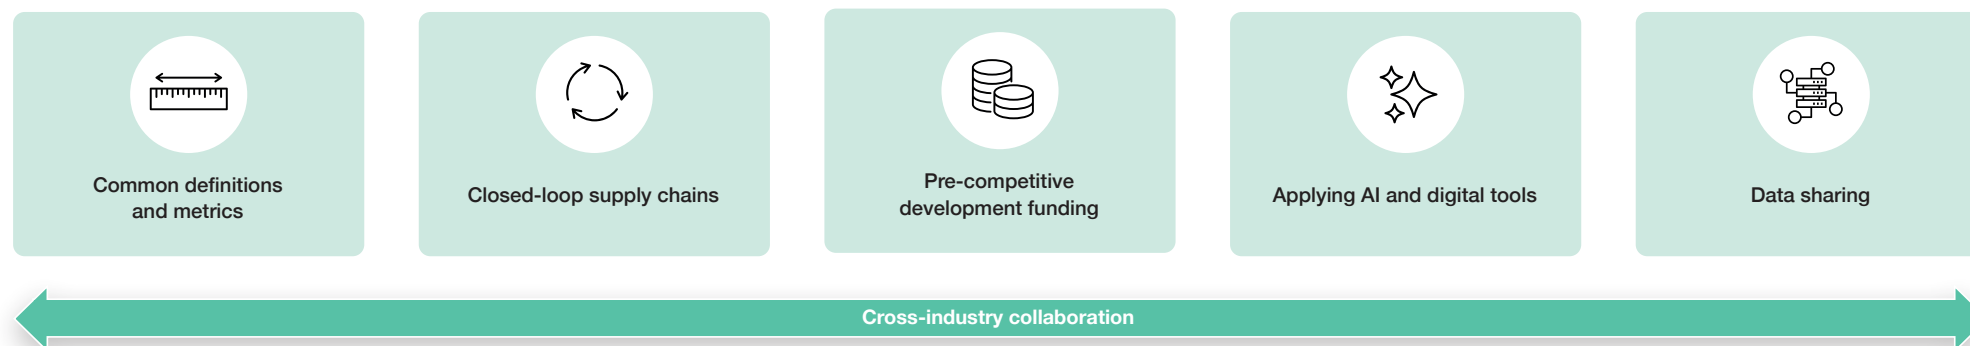 Common definitions
and metrics
Closed-loop supply chains
Pre-competitive
development funding
Applying AI and digital tools
Data sharing
Cross-industry collaboration